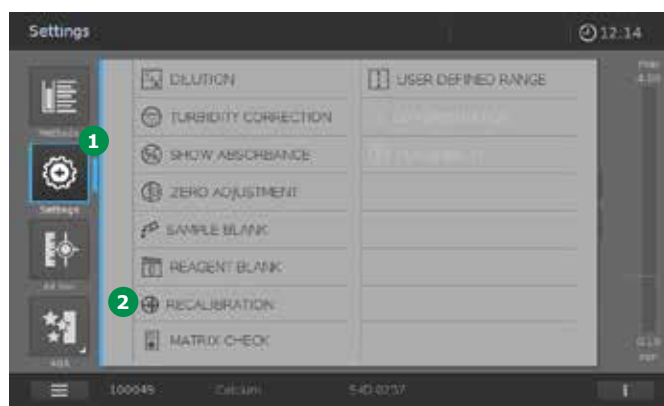 Settings
12:14
Methods
1
Settings
2
DILUTION
TURBIDITY CORRECTION
SHOW ABSORBANCE
ZERO ADJUSTMENT
SAMPLE BLANK
REAGENT BLANK
RECALIBRATION
MATRIX CHECK
USER DEFINED RANGE
100049 Calcium